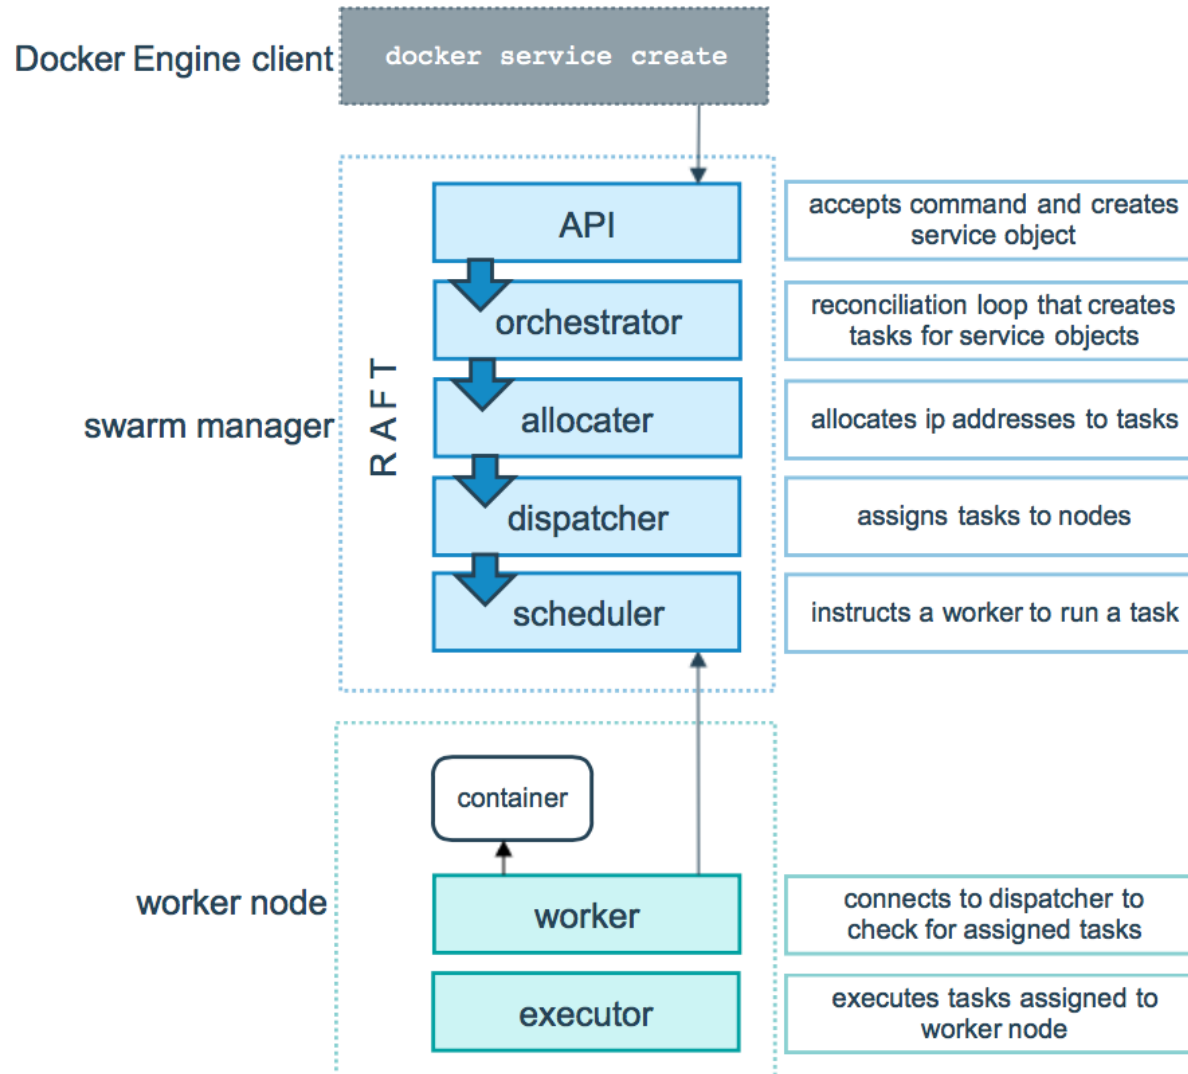 Docker Engine client
docker service create
API
accepts command and creates
service object
orchestrator
reconciliation loop that creates
tasks for service objects
swarm manager
RAFT
allocater
allocates ip addresses to tasks
dispatcher
assigns tasks to nodes
scheduler
instructs a worker to run a task
container
worker node
worker
connects to dispatcher to
check for assigned tasks
executor
executes tasks assigned to
worker node